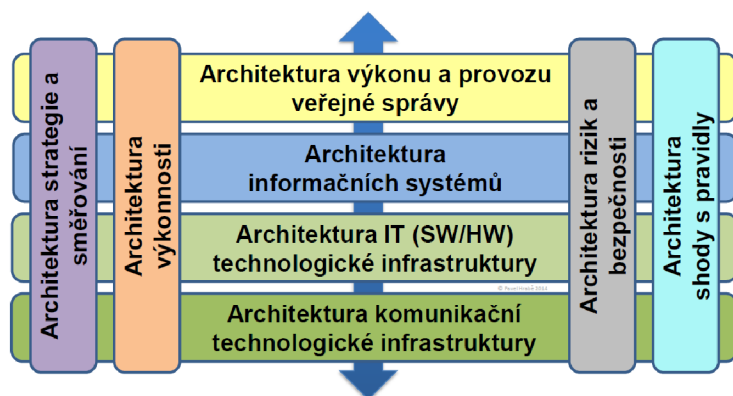 Architektura strategie a
směřování
Architektura
výkonnosti
Architektura výkonu a provozu
veřejné správy
Architektura
informačních systémů
Architektura IT (SW/HW)
technologické infrastruktury
Architektura komunikační
technologické infrastruktury
Architektura rizik a
bezpečnosti
Architektura
shody s pravidly